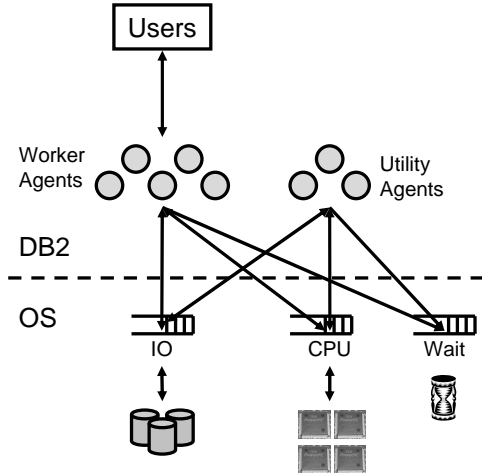 Users
Worker
Agents
Utility
Agents
DB2
OS
IO
CPU
Wait